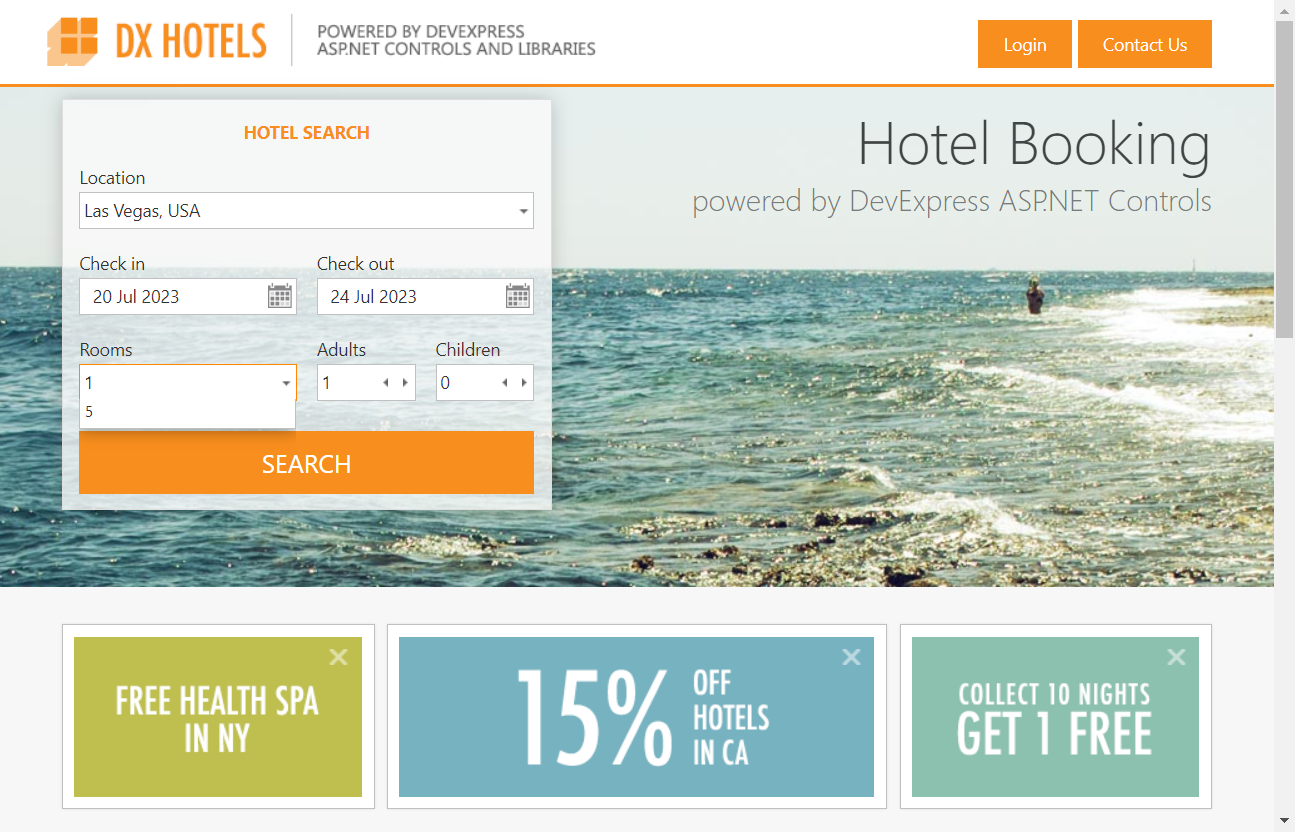 DX HOTELS
POWERED BY DEVEXPRESS
ASP.NET CONTROLS AND LIBRARIES
Login
Contact Us
HOTEL SEARCH
Location
Las Vegas, USA
Check in
Check out
20 Jul 2023
24 Jul 2023
Rooms
Adults
Children
1
1
0
5
SEARCH
Hotel Booking
powered by DevExpress ASP.NET Controls
FREE HEALTH SPA
IN NY
15%
OFF
HOTELS
IN CA
COLLECT 10 NIGHTS
GET 1 FREE